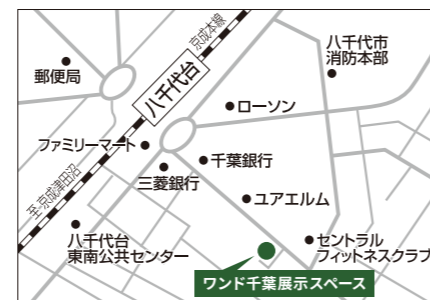 京成本線
八千代市
消防本部
郵便局
八千代台
ローソン
ファミリーマート
千葉銀行
三菱銀行
至 京成津田沼
ユアエルム
八千代台
東南公共センター
セントラル
フィットネスクラブ
ワンド千葉展示スペース